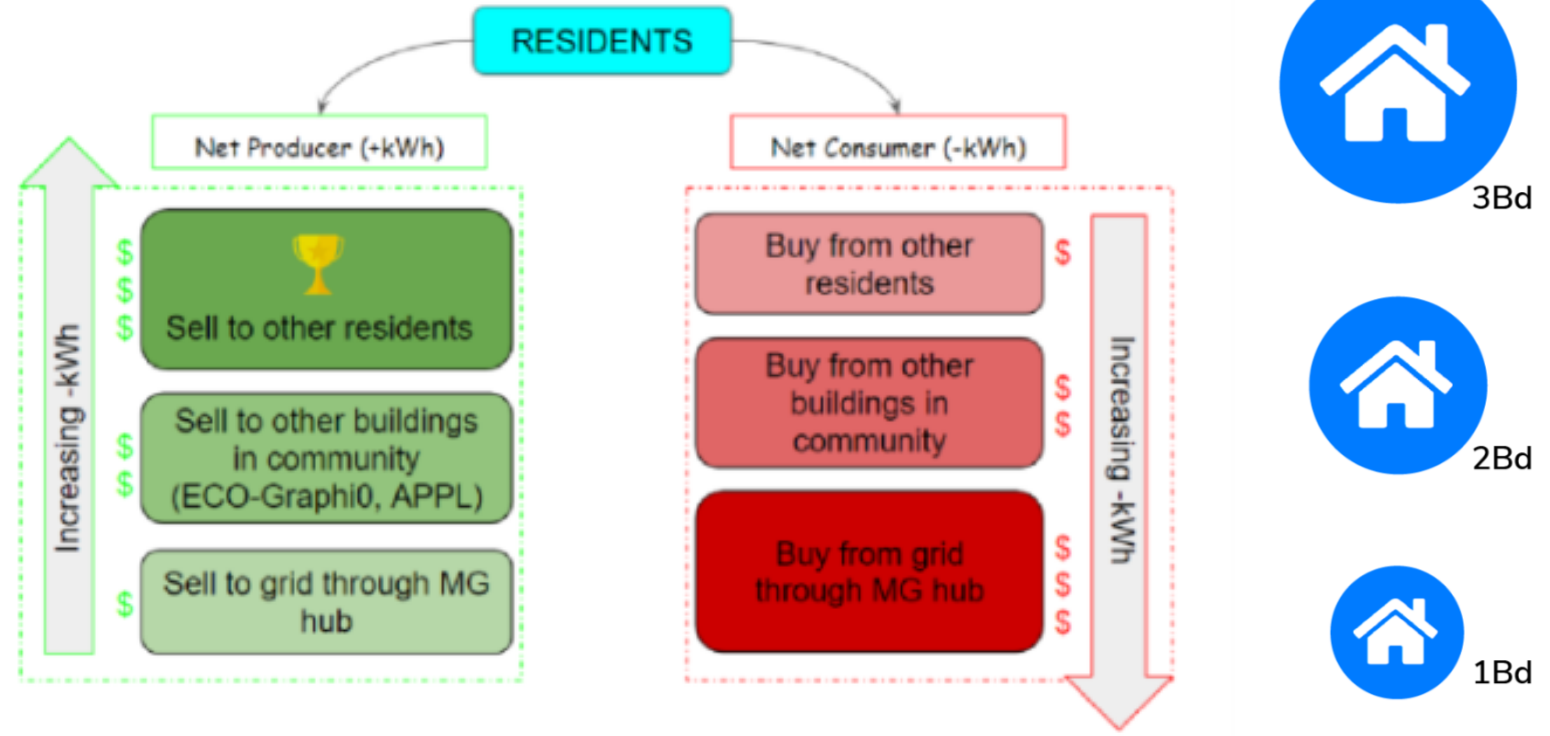 RESIDENTS
Net Producer (+kWh)
Net Consumer (-kWh)
Increasing -kWh
$
$
$
Sell to other residents
$
$
Sell to other buildings
in community
(ECO-Graphi0, APPL)
$
Sell to grid through MG
hub
Buy from other
residents
$
Buy from other
buildings in
community
$
$
Buy from grid
through MG hub
$
$
$
Increasing -kWh
3Bd
2Bd
1Bd